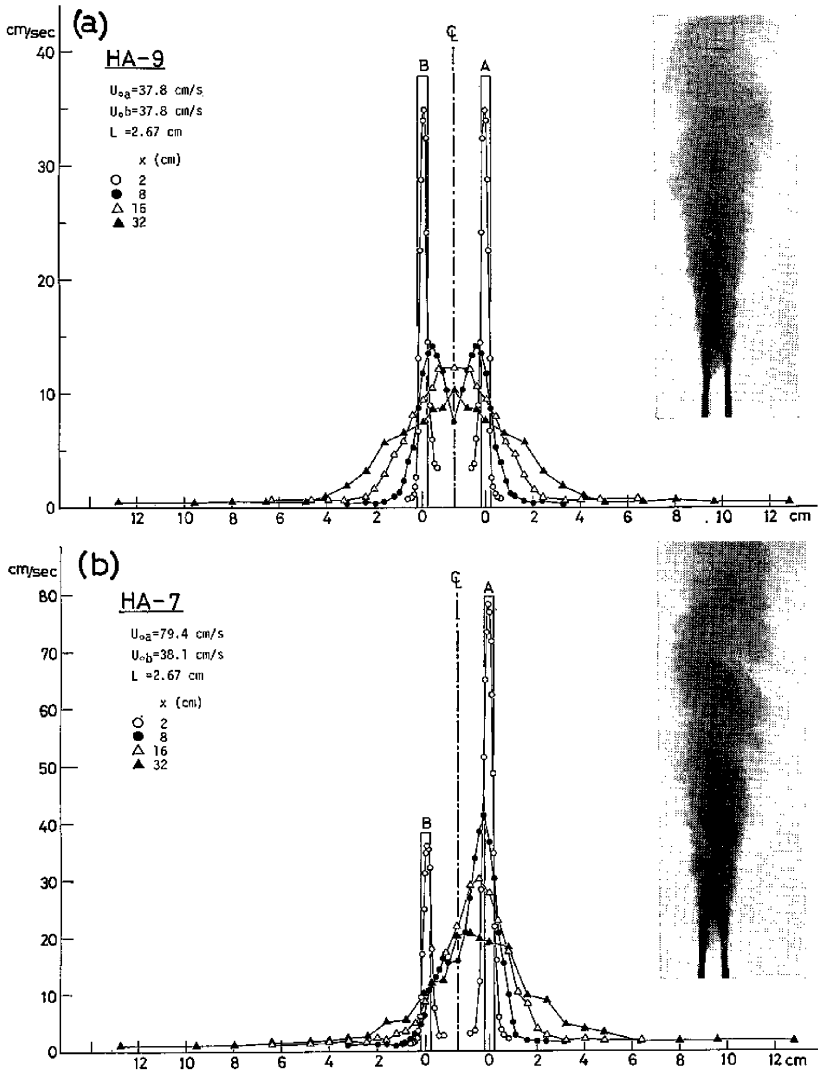 (a)
cm/sec
40
30
20
10
0
HA-9
Uoa=37.8 cm/s
Uob=37.8 cm/s
L =2.67 cm
x (cm)
○ 2
● 8
△ 16
▲ 32
B
℄
A
12 10 8 6 4 2 0 0 2 4 6 8 .10 12 cm
(b)
cm/sec
80
70
60
50
40
30
20
10
0
HA-7
Uoa=79.4 cm/s
Uob=38.1 cm/s
L =2.67 cm
x (cm)
○ 2
● 8
△ 16
▲ 32
B
℄
A
12 10 8 6 4 2 0 0 2 4 6 8 10 12 cm